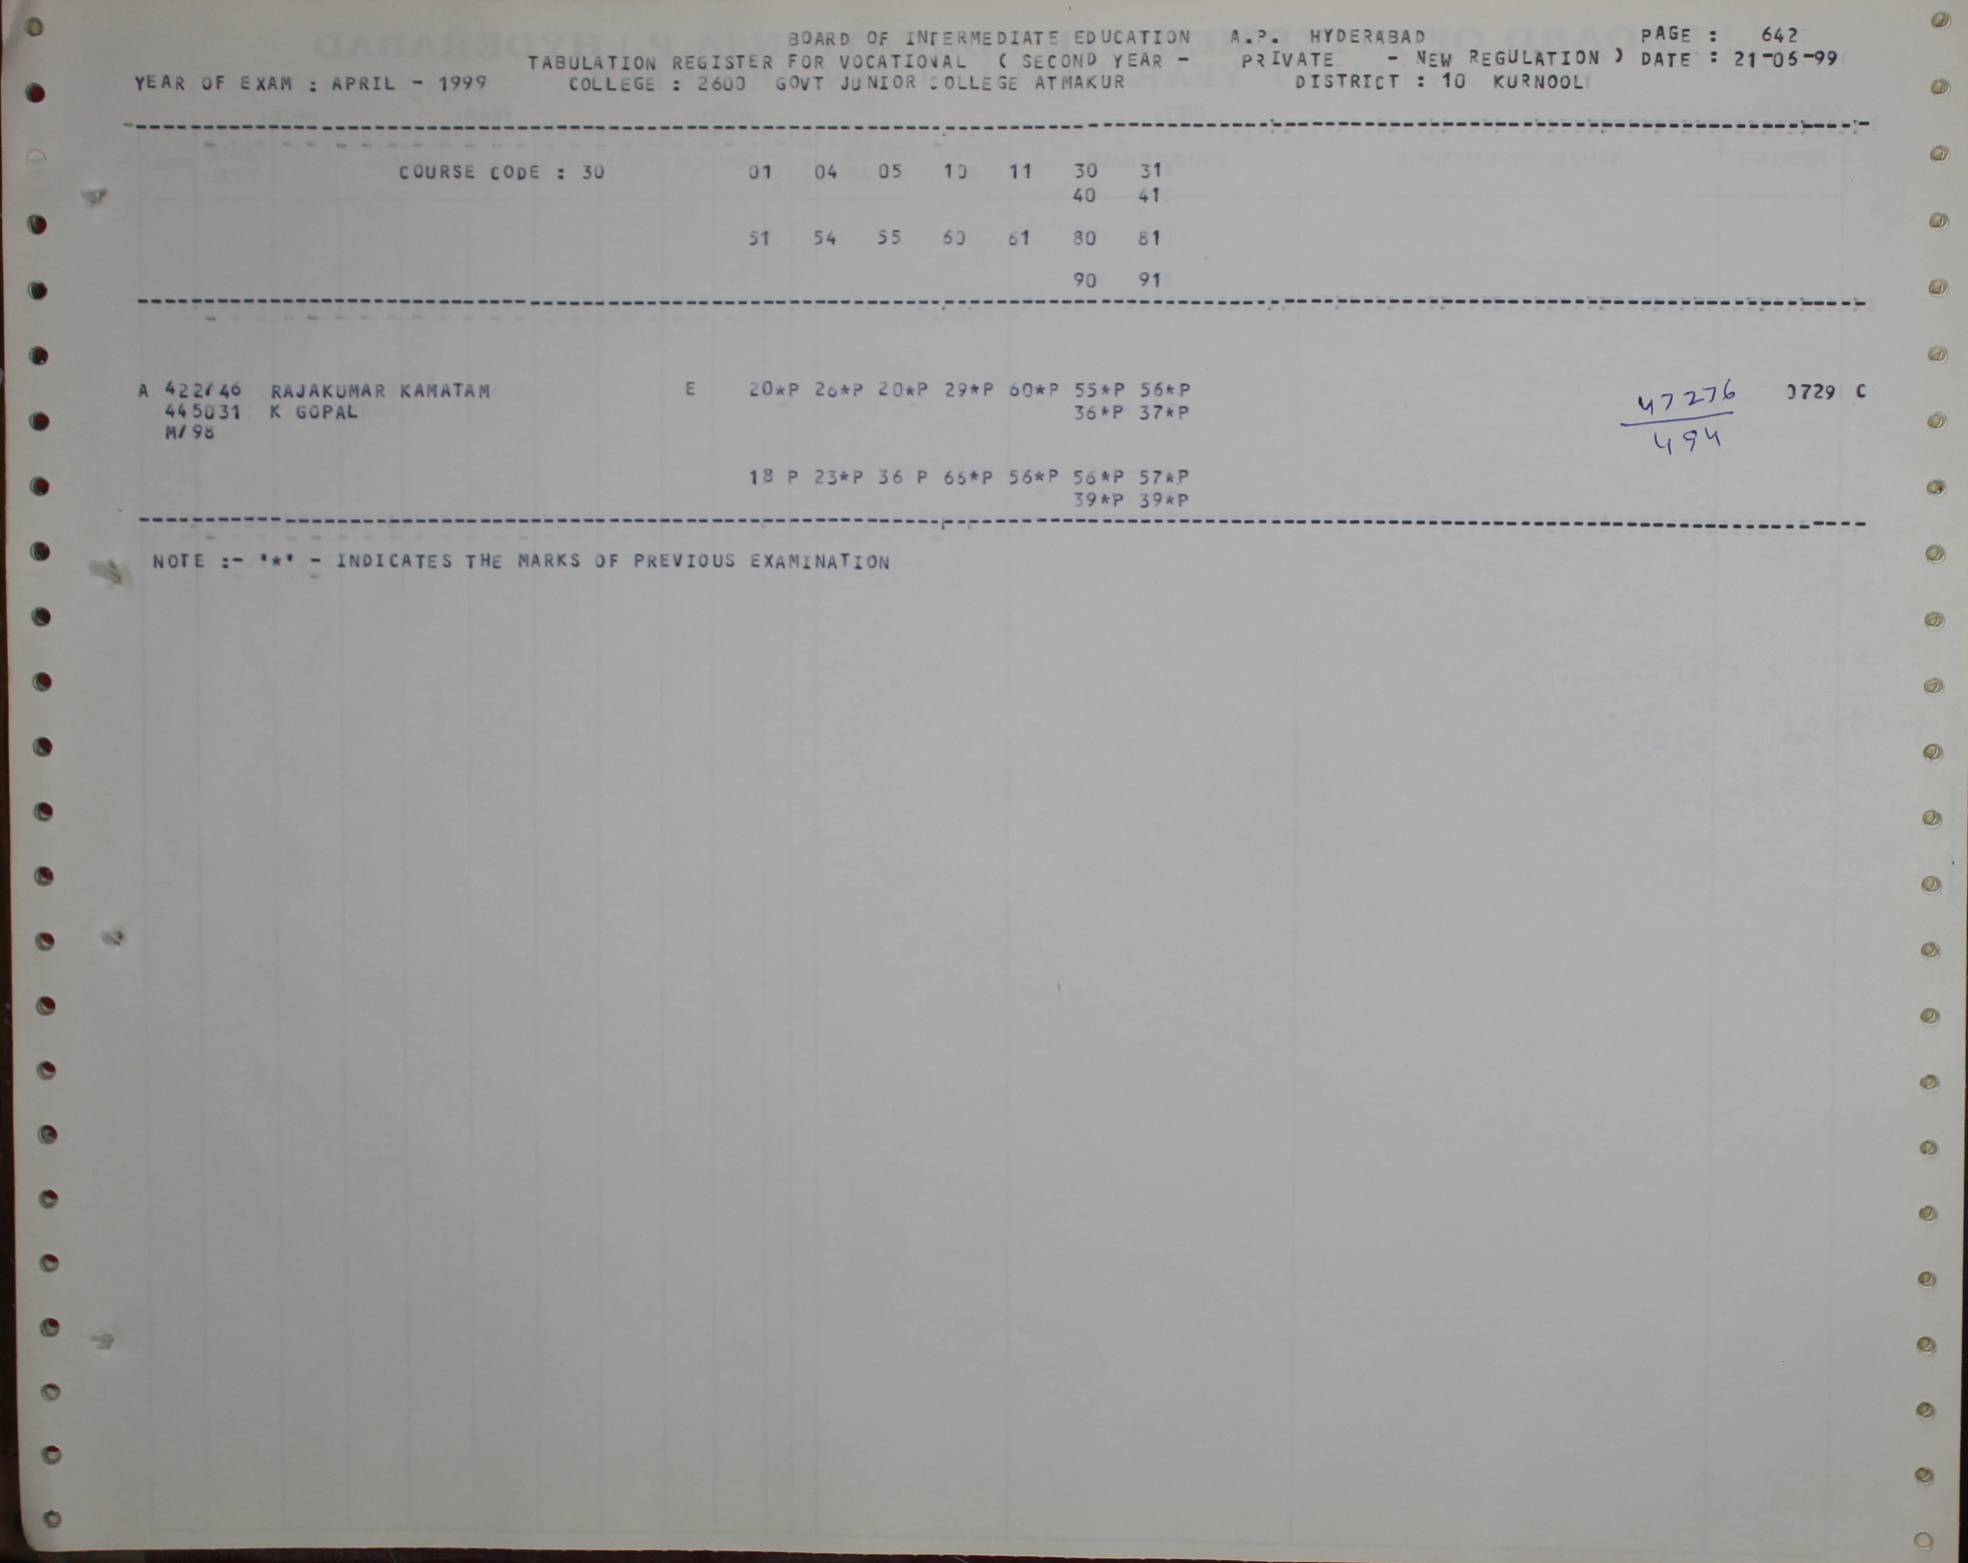 BOARD OF INTERMEDIATE EDUCATION A.P. HYDERABAD PAGE : 642
TABULATION REGISTER FOR VOCATIONAL ( SECOND YEAR - PRIVATE - NEW REGULATION ) DATE : 21-06-99
YEAR OF EXAM : APRIL - 1999 COLLEGE : 2600 GOVT JUNIOR COLLEGE ATMAKUR DISTRICT : 10 KURNOOL
COURSE CODE : 30 01 04 05 10 11 30 31
40 41
51 54 55 60 61 80 81
90 91
A 422746 RAJAKUMAR KAMATAM E 20*P 26*P 20*P 29*P 60*P 55*P 56*P 47276 0729 C
445031 K GOPAL 36*P 37*P 494
M/98
18 P 23*P 36 P 66*P 56*P 56*P 57*P
39*P 39*P
NOTE :- '*' - INDICATES THE MARKS OF PREVIOUS EXAMINATION